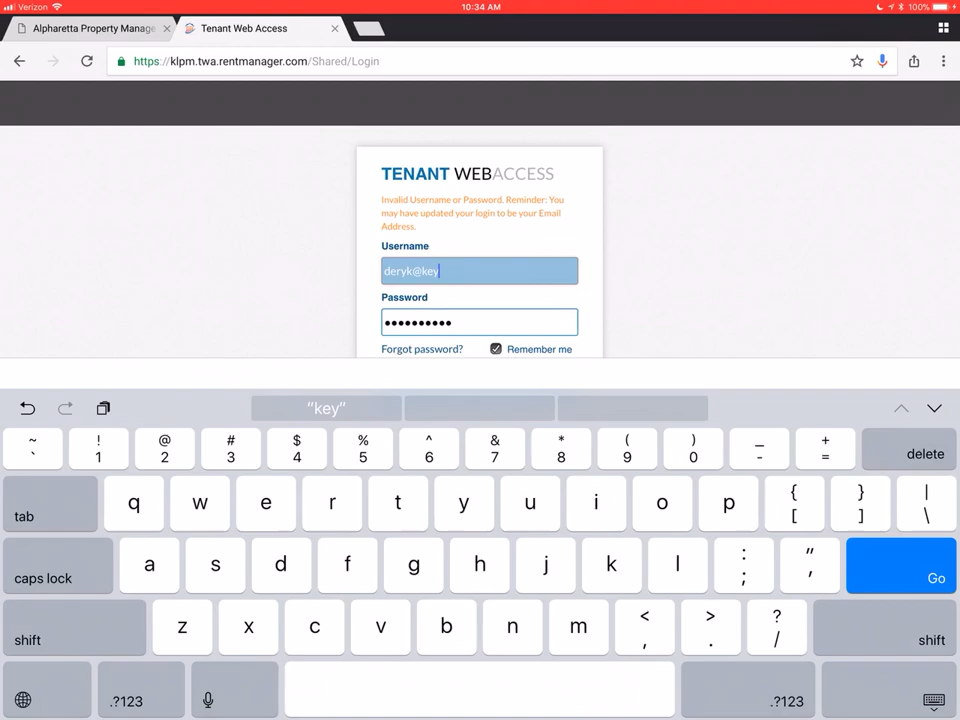 Verizon 10:34 AM 100%
Alpharetta Property Manage Tenant Web Access
https://klpm.twa.rentmanager.com/Shared/Login
TENANT WEBACCESS
Invalid Username or Password. Reminder: You
may have updated your login to be your Email
Address.
Username
deryk@key
Password
••••••••••
Forgot password? Remember me
“key”
~ ! @ # $ % ^ & * ( ) _ +
` 1 2 3 4 5 6 7 8 9 0 - = delete
tab q w e r t y u i o p { [ } ] | \
caps lock a s d f g h j k l : ; " ' Go
shift z x c v b n m < , > . ? / shift
.?123 .?123